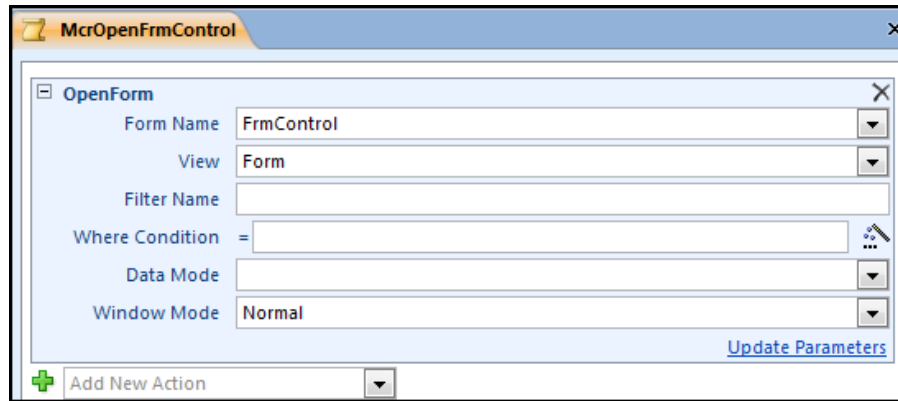 McrOpenFrmControl
OpenForm
Form Name FrmControl
View Form
Filter Name
Where Condition =
Data Mode
Window Mode Normal
Update Parameters
Add New Action